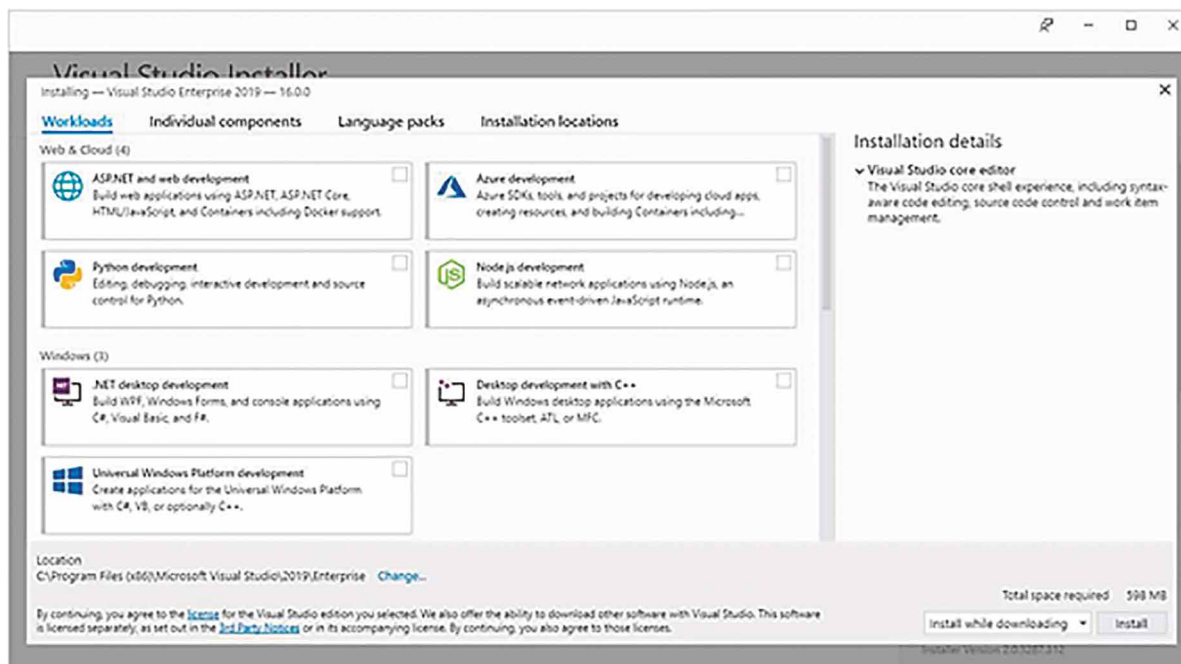 Visual Studio Installer
Installing — Visual Studio Enterprise 2019 — 16.0.0
Workloads Individual components Language packs Installation locations
Web & Cloud (4)
ASP.NET and web development
Build web applications using ASP.NET, ASP.NET Core,
HTML/JavaScript, and Containers including Docker support.
Azure development
Azure SDKs, tools, and projects for developing cloud apps,
creating resources, and building Containers including...
Python development
Editing, debugging, interactive development and source
control for Python.
Node.js development
Build scalable network applications using Node.js, an
asynchronous event-driven JavaScript runtime.
Windows (3)
.NET desktop development
Build WPF, Windows Forms, and console applications using
C#, Visual Basic, and F#.
Desktop development with C++
Build Windows desktop applications using the Microsoft
C++ toolset, ATL, or MFC.
Universal Windows Platform development
Create applications for the Universal Windows Platform
with C#, VB, or optionally C++.
Installation details
Visual Studio core editor
The Visual Studio core shell experience, including syntax-
aware code editing, source code control and work item
management.
Location
C:\Program Files (x86)\Microsoft Visual Studio\2019\Enterprise Change...
By continuing, you agree to the license for the Visual Studio edition you selected. We also offer the ability to download other software with Visual Studio. This software
is licensed separately, as set out in the 3rd Party Notices or in its accompanying license. By continuing, you also agree to those licenses.
Total space required 598 MB
Install while downloading Install
Installer Version 2.0.3287.312